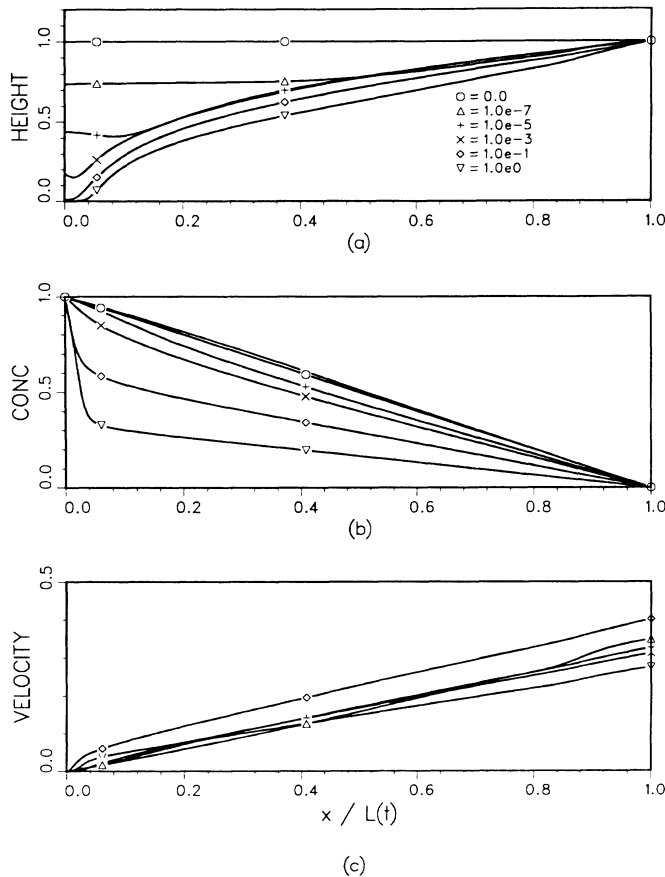 1.0
HEIGHT
0.5
0.0
○ = 0.0
△ = 1.0e-7
+ = 1.0e-5
× = 1.0e-3
◇ = 1.0e-1
▽ = 1.0e0
0.0 0.2 0.4 0.6 0.8 1.0
(a)
1.0
CONC
0.5
0.0
0.0 0.2 0.4 0.6 0.8 1.0
(b)
0.5
VELOCITY
0.0
0.0 0.2 0.4 0.6 0.8 1.0
x / L(t)
(c)